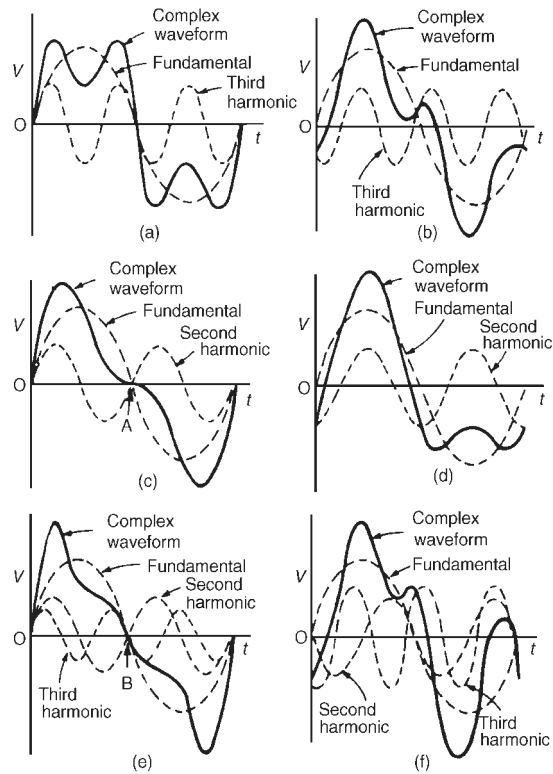 Complex
waveform
Fundamental
Third
harmonic
V
O
t
(a)
Complex
waveform
Fundamental
V
O
t
Third
harmonic
(b)
Complex
waveform
Fundamental
Second
harmonic
V
O
t
A
(c)
Complex
waveform
Fundamental
Second
harmonic
V
O
t
(d)
Complex
waveform
Fundamental
Second
harmonic
V
O
t
Third
harmonic
B
(e)
Complex
waveform
Fundamental
V
O
t
Second
harmonic
Third
harmonic
(f)